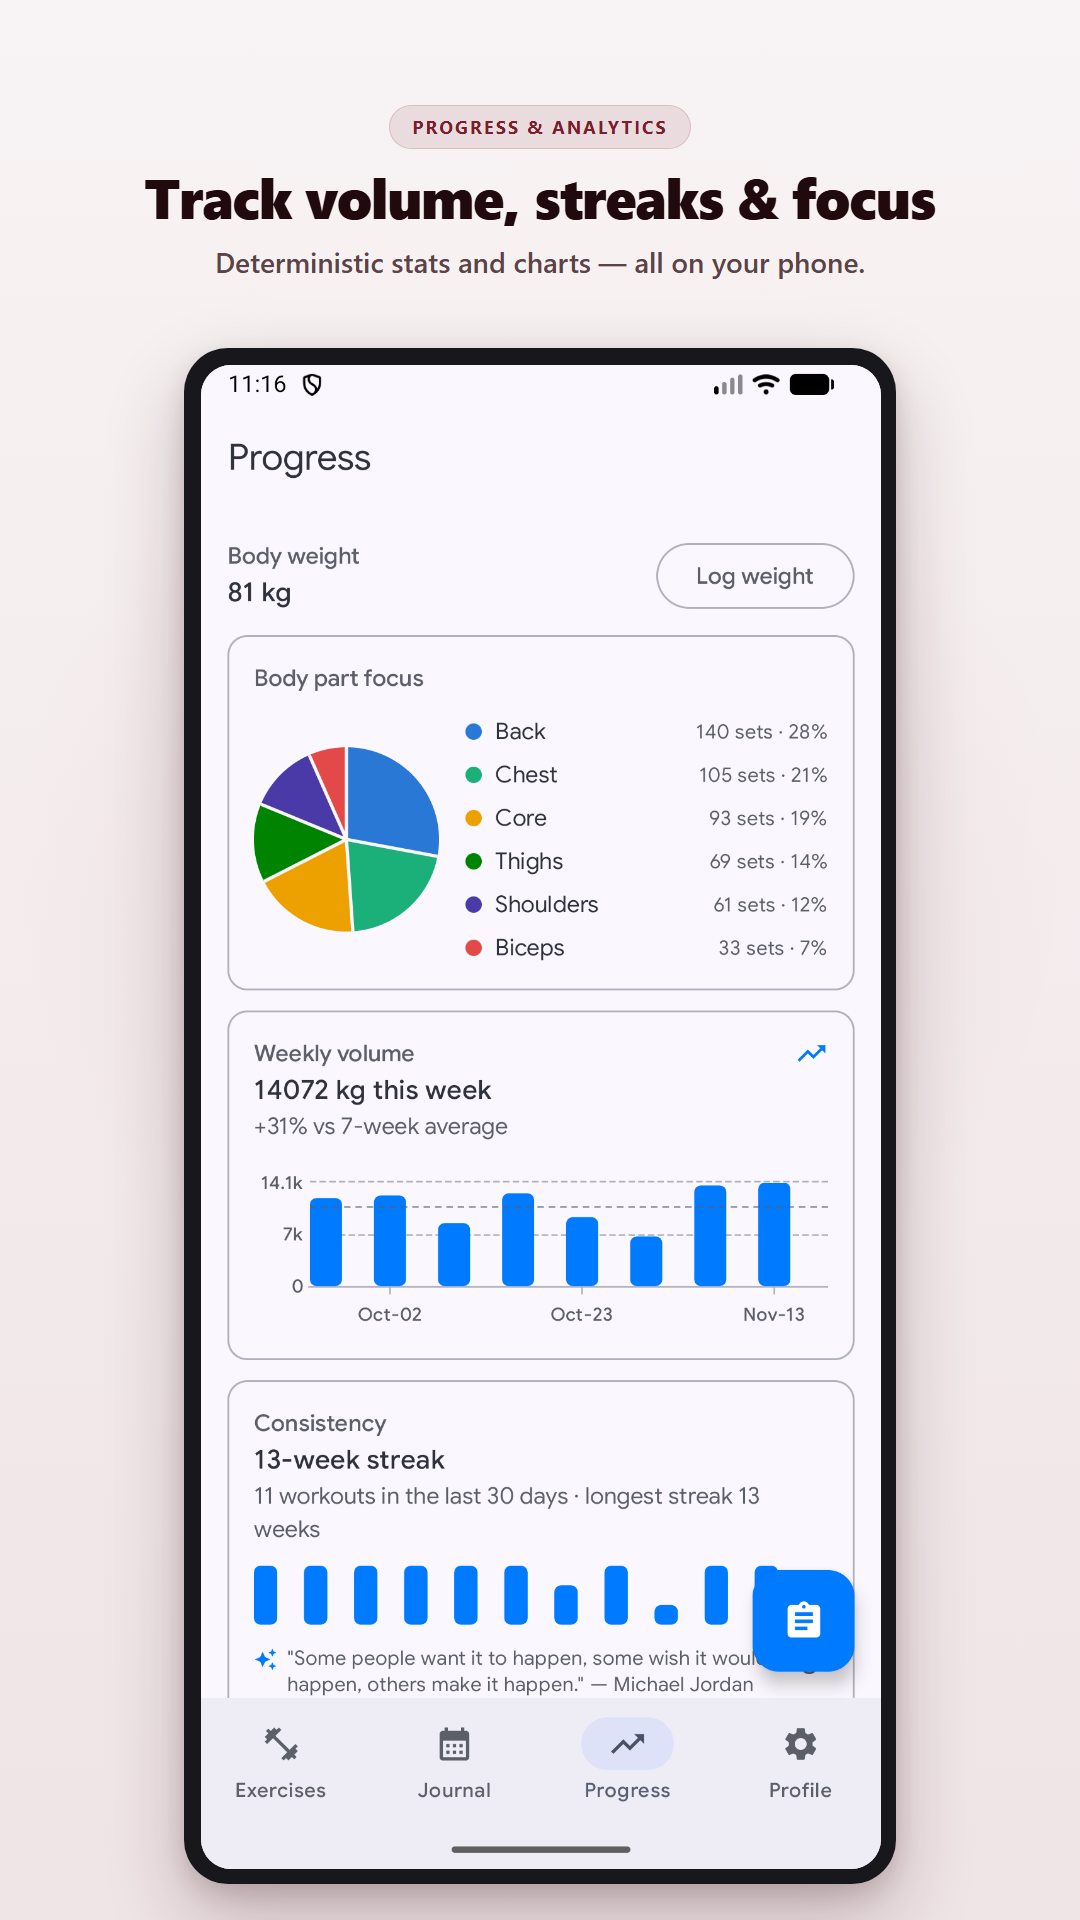 PROGRESS & ANALYTICS
Track volume, streaks & focus
Deterministic stats and charts — all on your phone.
11:16
Progress
Body weight
81 kg
Log weight
Body part focus
Back 140 sets · 28%
Chest 105 sets · 21%
Core 93 sets · 19%
Thighs 69 sets · 14%
Shoulders 61 sets · 12%
Biceps 33 sets · 7%
Weekly volume
14072 kg this week
+31% vs 7-week average
14.1k
7k
0
Oct-02 Oct-23 Nov-13
Consistency
13-week streak
11 workouts in the last 30 days · longest streak 13
weeks
"Some people want it to happen, some wish it would
happen, others make it happen." — Michael Jordan
Exercises Journal Progress Profile